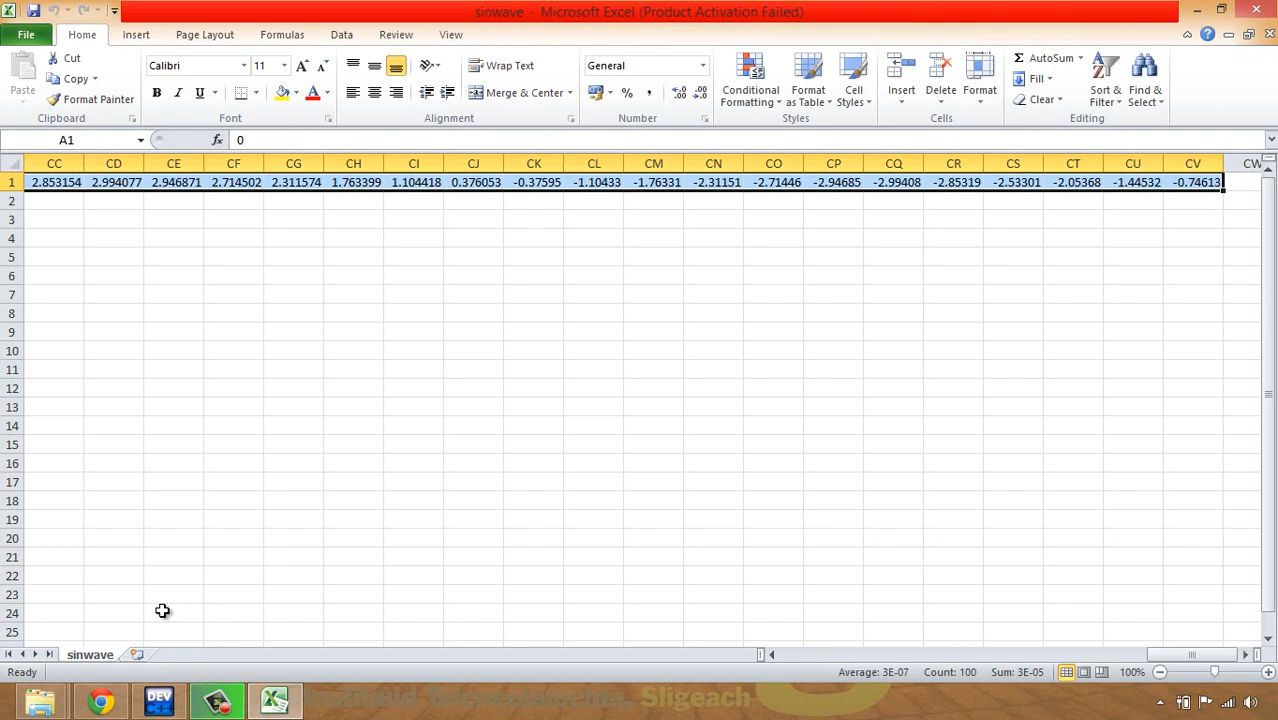 sinwave - Microsoft Excel (Product Activation Failed)
File Home Insert Page Layout Formulas Data Review View
Cut
Copy
Format Painter
Paste
Clipboard
Calibri 11
B I U A
Font
Wrap Text
Merge & Center
Alignment
General
% ,
Number
Conditional Formatting
Format as Table
Cell Styles
Styles
Insert Delete Format
Cells
Σ AutoSum
Fill
Clear
Sort & Filter
Find & Select
Editing
A1 fx 0
CC CD CE CF CG CH CI CJ CK CL CM CN CO CP CQ CR CS CT CU CV CW
1 2.853154 2.994077 2.946871 2.714502 2.311574 1.763399 1.104418 0.376053 -0.37595 -1.10433 -1.76331 -2.31151 -2.71446 -2.94685 -2.99408 -2.85319 -2.53301 -2.05368 -1.44532 -0.74613
2
3
4
5
6
7
8
9
10
11
12
13
14
15
16
17
18
19
20
21
22
23
24
25
sinwave
Ready Average: 3E-07 Count: 100 Sum: 3E-05 100%
DEV
Sligeach